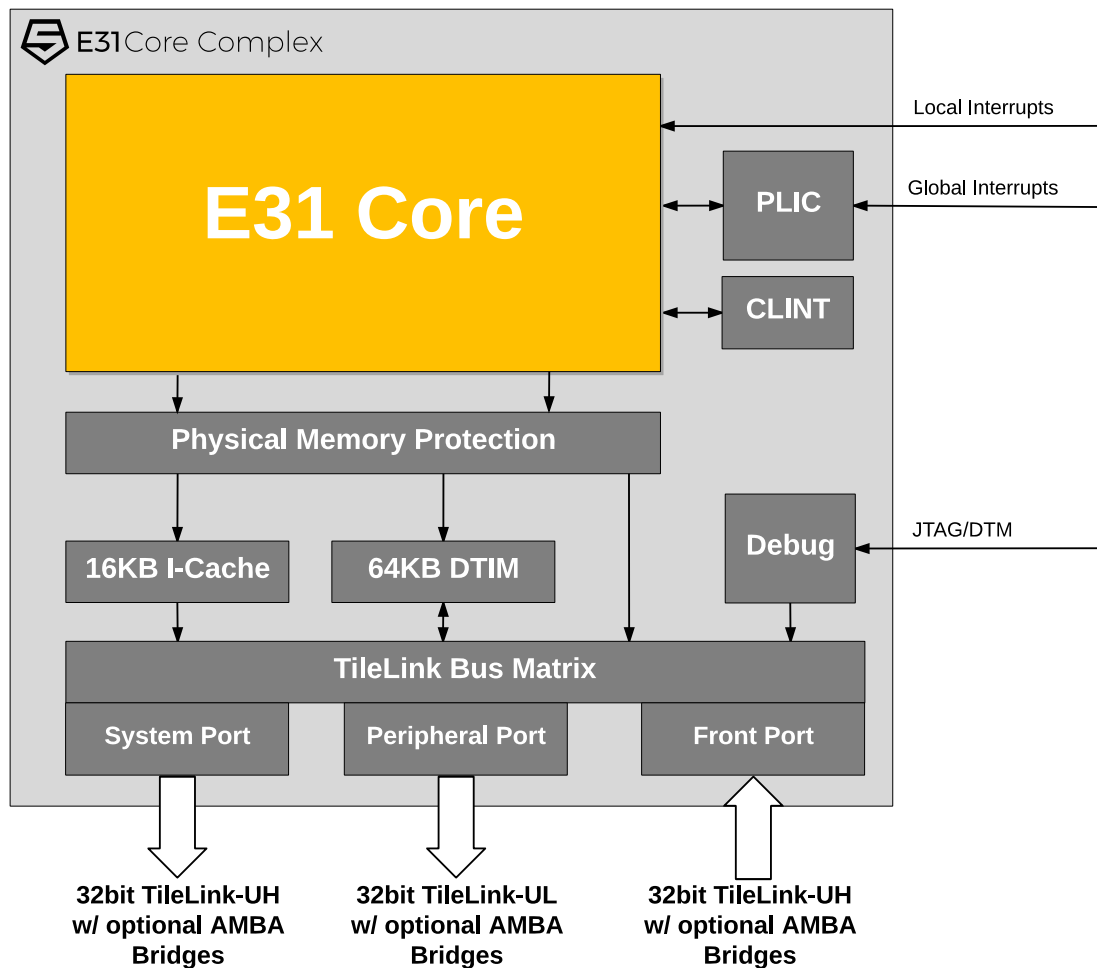 E31 Core Complex
Local Interrupts
E31 Core
PLIC
Global Interrupts
CLINT
Physical Memory Protection
16KB I-Cache
64KB DTIM
Debug
JTAG/DTM
TileLink Bus Matrix
System Port
Peripheral Port
Front Port
32bit TileLink-UH
w/ optional AMBA
Bridges
32bit TileLink-UL
w/ optional AMBA
Bridges
32bit TileLink-UH
w/ optional AMBA
Bridges